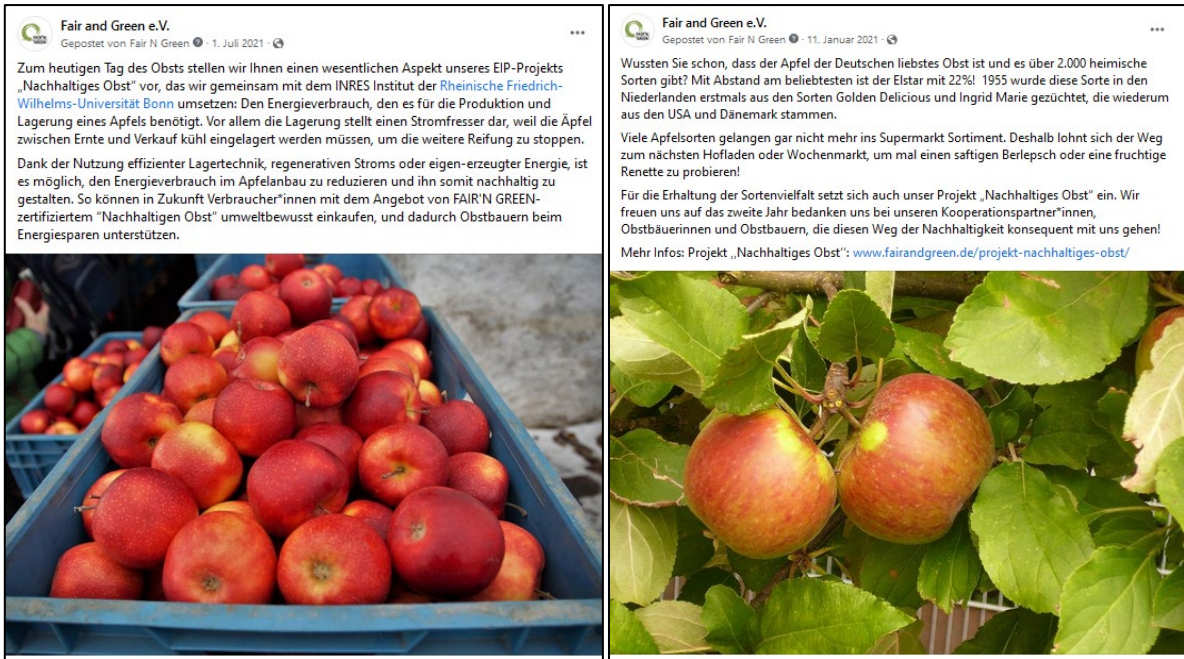 Fair and Green e.V.
Gepostet von Fair N Green · 1. Juli 2021 ·
Zum heutigen Tag des Obsts stellen wir Ihnen einen wesentlichen Aspekt unseres EIP-Projekts
„Nachhaltiges Obst“ vor, das wir gemeinsam mit dem INRES Institut der Rheinische Friedrich-
Wilhelms-Universität Bonn umsetzen: Den Energieverbrauch, den es für die Produktion und
Lagerung eines Apfels benötigt. Vor allem die Lagerung stellt einen Stromfresser dar, weil die Äpfel
zwischen Ernte und Verkauf kühl eingelagert werden müssen, um die weitere Reifung zu stoppen.
Dank der Nutzung effizienter Lagertechnik, regenerativen Stroms oder eigen-erzeugter Energie, ist
es möglich, den Energieverbrauch im Apfelanbau zu reduzieren und ihn somit nachhaltig zu
gestalten. So können in Zukunft Verbraucher*innen mit dem Angebot von FAIR'N GREEN-
zertifiziertem "Nachhaltigen Obst" umweltbewusst einkaufen, und dadurch Obstbauern beim
Energiesparen unterstützen.
Fair and Green e.V.
Gepostet von Fair N Green · 11. Januar 2021 ·
Wussten Sie schon, dass der Apfel der Deutschen liebstes Obst ist und es über 2.000 heimische
Sorten gibt? Mit Abstand am beliebtesten ist der Elstar mit 22%! 1955 wurde diese Sorte in den
Niederlanden erstmals aus den Sorten Golden Delicious und Ingrid Marie gezüchtet, die wiederum
aus den USA und Dänemark stammen.
Viele Apfelsorten gelangen gar nicht mehr ins Supermarkt Sortiment. Deshalb lohnt sich der Weg
zum nächsten Hofladen oder Wochenmarkt, um mal einen saftigen Berlepsch oder eine fruchtige
Renette zu probieren!
Für die Erhaltung der Sortenvielfalt setzt sich auch unser Projekt „Nachhaltiges Obst“ ein. Wir
freuen uns auf das zweite Jahr bedanken uns bei unseren Kooperationspartner*innen,
Obstbäuerinnen und Obstbauern, die diesen Weg der Nachhaltigkeit konsequent mit uns gehen!
Mehr Infos: Projekt ,,Nachhaltiges Obst'': www.fairandgreen.de/projekt-nachhaltiges-obst/